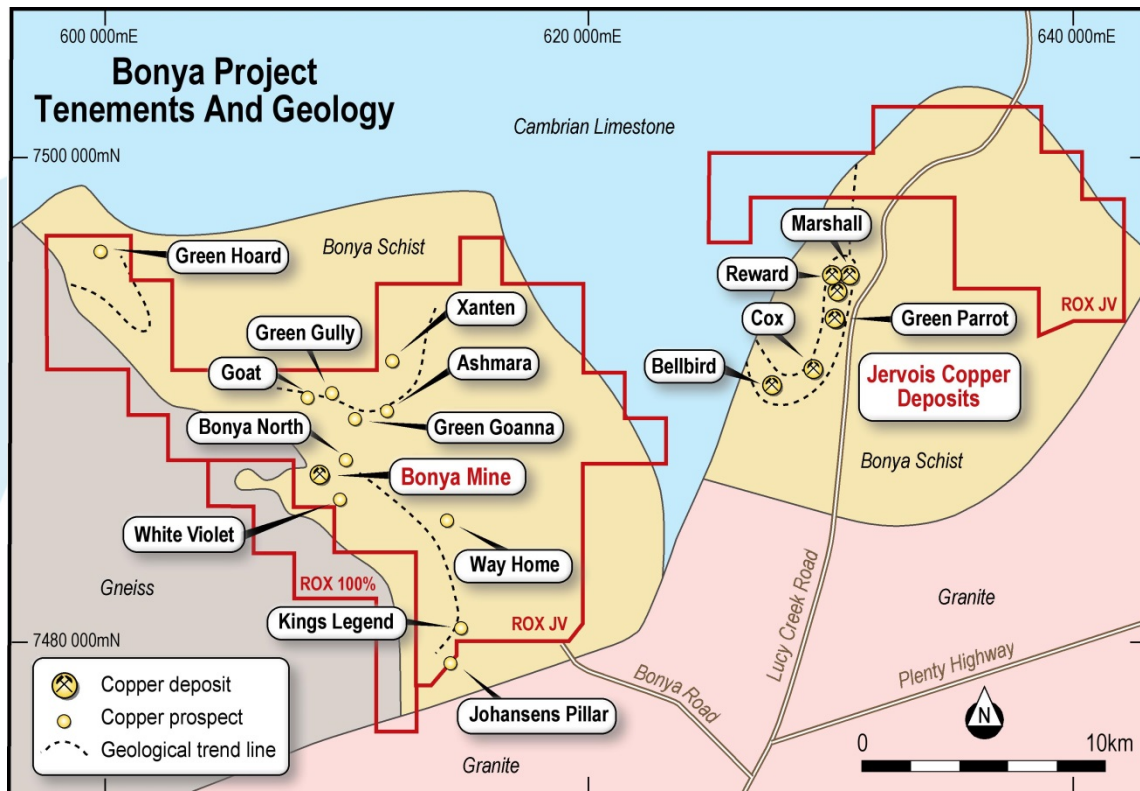 600 000mE
620 000mE
640 000mE
Bonya Project
Tenements And Geology
Cambrian Limestone
7500 000mN
Marshall
Bonya Schist
Green Hoard
Reward
Xanten
ROX JV
Green Gully
Cox
Green Parrot
Goat
Ashmara
Bellbird
Jervois Copper
Deposits
Bonya North
Green Goanna
Bonya Schist
Bonya Mine
White Violet
Way Home
Gneiss
ROX 100%
Granite
Kings Legend
ROX JV
7480 000mN
Lucy Creek Road
Plenty Highway
Bonya Road
Copper deposit
Copper prospect
Geological trend line
Johansens Pillar
Granite
N
0
10km